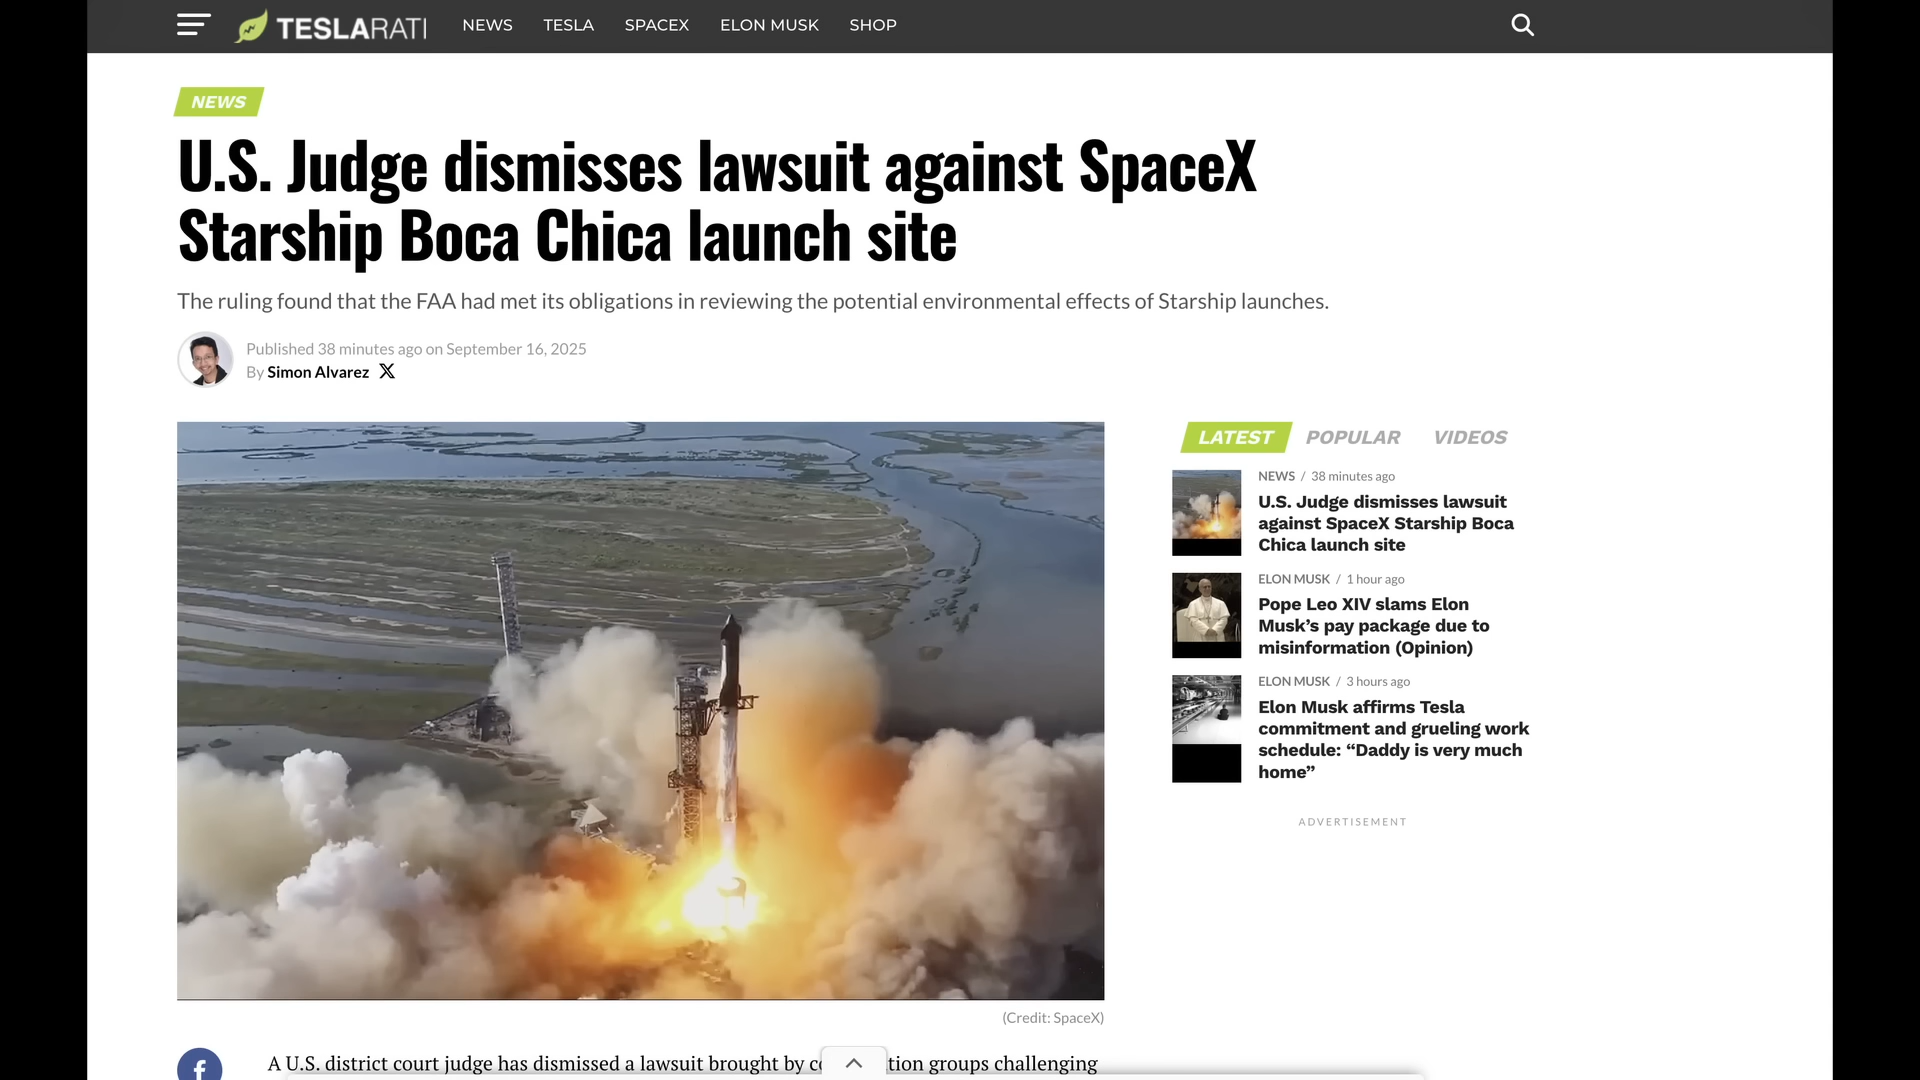 TESLARATI
NEWS
TESLA
SPACEX
ELON MUSK
SHOP
NEWS
U.S. Judge dismisses lawsuit against SpaceX
Starship Boca Chica launch site
The ruling found that the FAA had met its obligations in reviewing the potential environmental effects of Starship launches.
Published 38 minutes ago on September 16, 2025
By Simon Alvarez
(Credit: SpaceX)
A U.S. district court judge has dismissed a lawsuit brought by co tion groups challenging
LATEST
POPULAR
VIDEOS
NEWS / 38 minutes ago
U.S. Judge dismisses lawsuit
against SpaceX Starship Boca
Chica launch site
ELON MUSK / 1 hour ago
Pope Leo XIV slams Elon
Musk’s pay package due to
misinformation (Opinion)
ELON MUSK / 3 hours ago
Elon Musk affirms Tesla
commitment and grueling work
schedule: “Daddy is very much
home”
ADVERTISEMENT